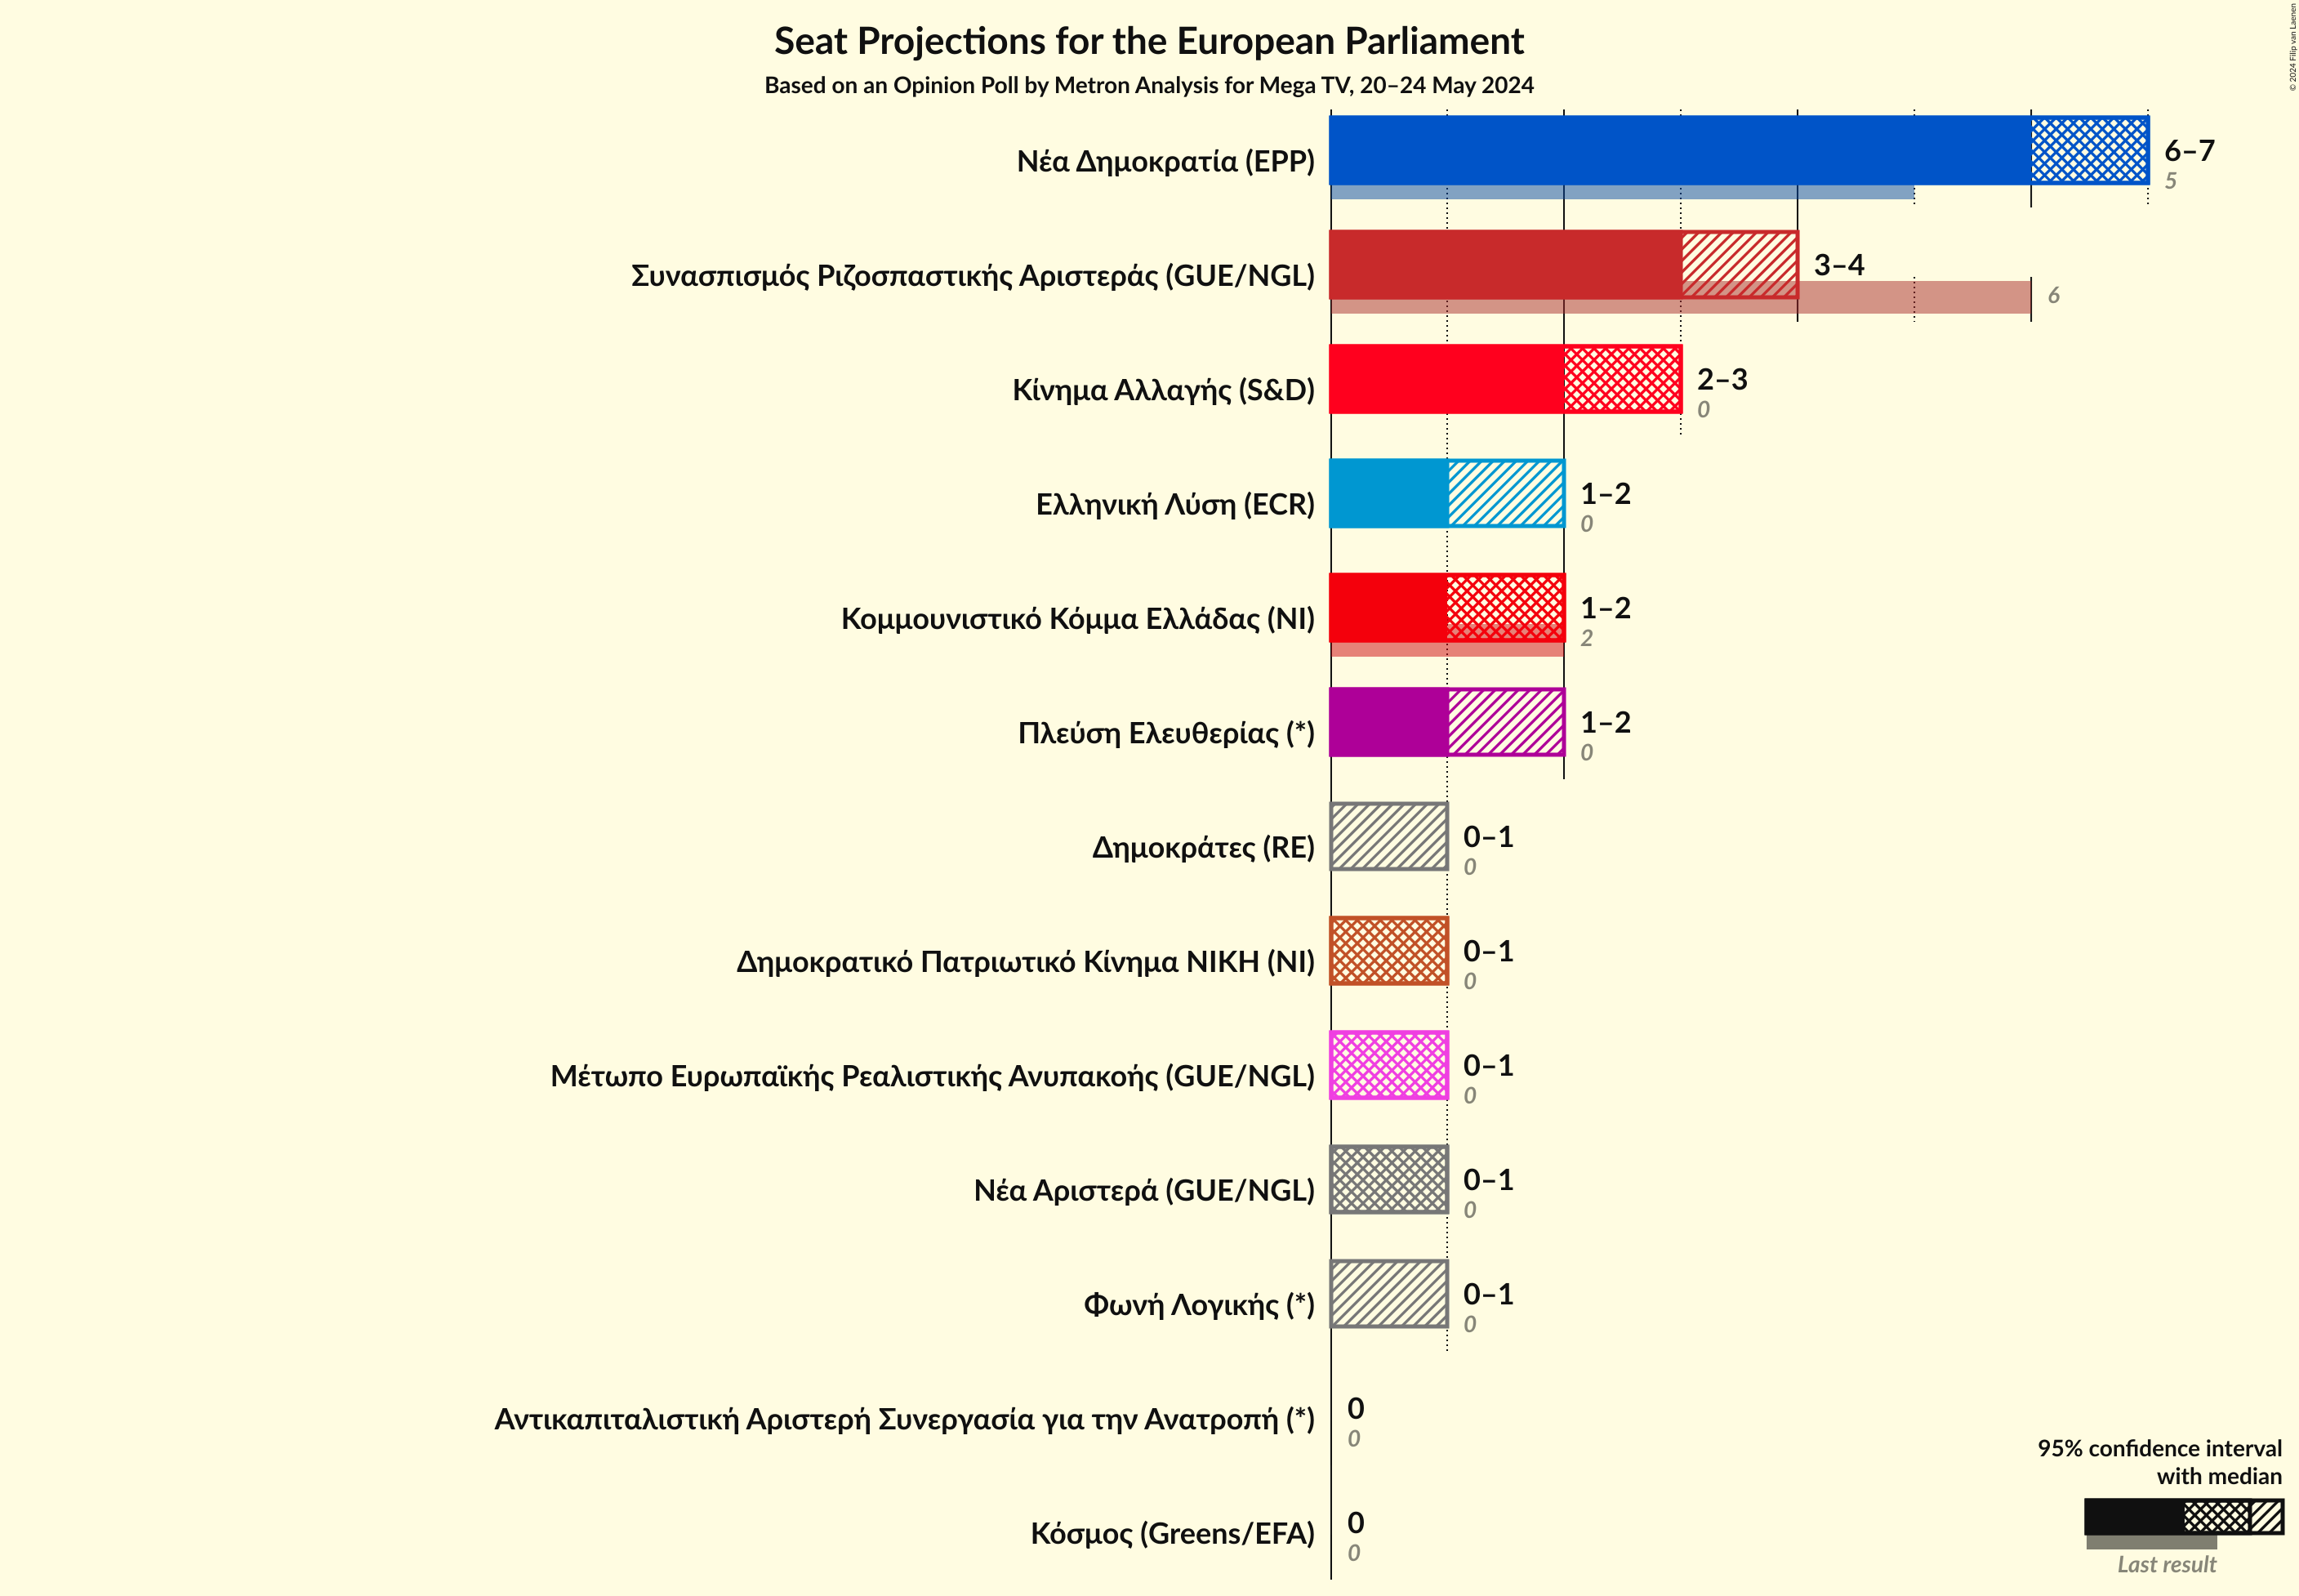 Seat Projections for the European Parliament
Based on an Opinion Poll by Metron Analysis for Mega TV, 20–24 May 2024
© 2024 Filip van Laenen
Νέα Δημοκρατία (EPP)
6–7
5
Συνασπισμός Ριζοσπαστικής Αριστεράς (GUE/NGL)
3–4
6
Κίνημα Αλλαγής (S&D)
2–3
0
Ελληνική Λύση (ECR)
1–2
0
Κομμουνιστικό Κόμμα Ελλάδας (NI)
1–2
2
Πλεύση Ελευθερίας (*)
1–2
0
Δημοκράτες (RE)
0–1
0
Δημοκρατικό Πατριωτικό Κίνημα ΝΙΚΗ (NI)
0–1
0
Μέτωπο Ευρωπαϊκής Ρεαλιστικής Ανυπακοής (GUE/NGL)
0–1
0
Νέα Αριστερά (GUE/NGL)
0–1
0
Φωνή Λογικής (*)
0–1
0
Αντικαπιταλιστική Αριστερή Συνεργασία για την Ανατροπή (*)
0
0
Κόσμος (Greens/EFA)
0
0
95% confidence interval
with median
Last result